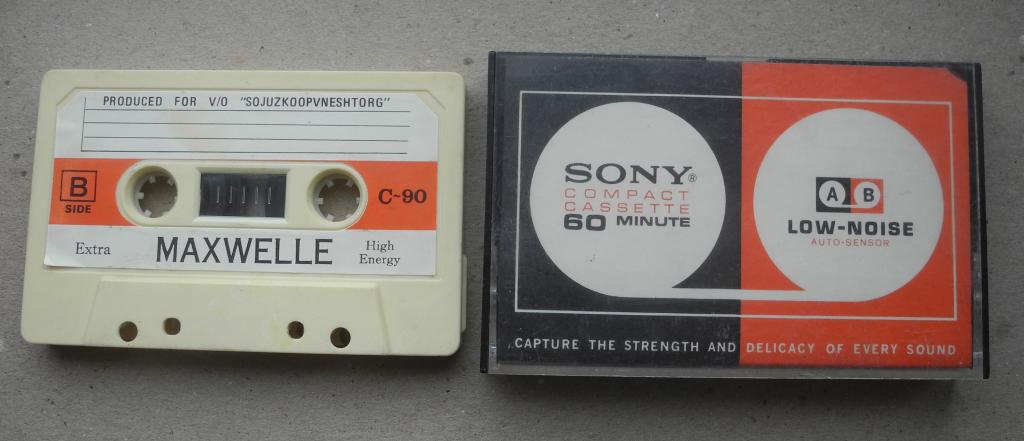 PRODUCED FOR V/O "SOJUZKOOPVNESHTORG"
B
SIDE
C-90
Extra
MAXWELLE
High
Energy
SONY®
COMPACT
CASSETTE
60 MINUTE
A B
LOW-NOISE
AUTO-SENSOR
CAPTURE THE STRENGTH AND DELICACY OF EVERY SOUND